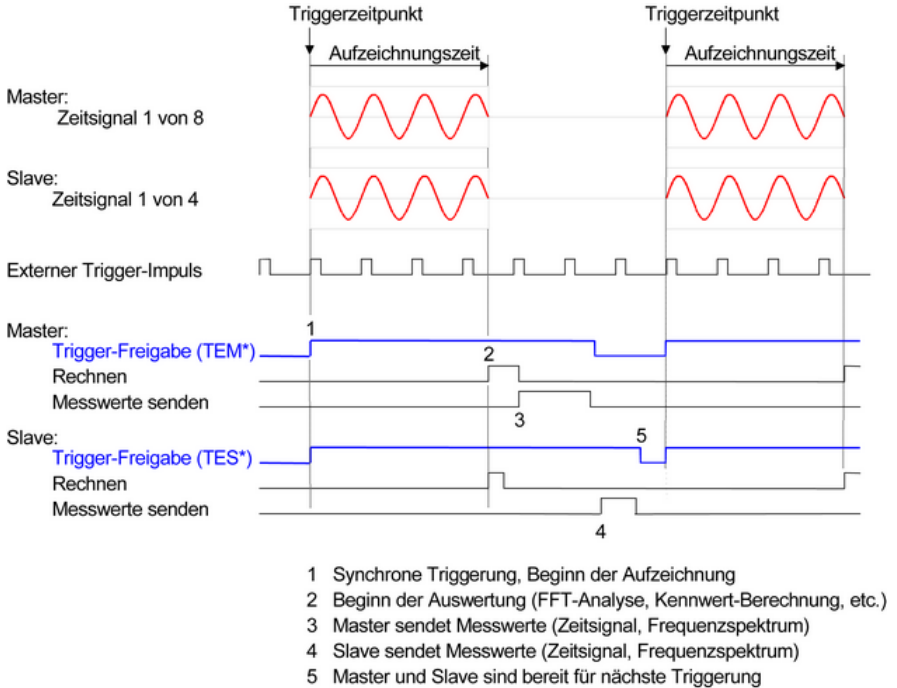 Triggerzeitpunkt Triggerzeitpunkt
Aufzeichnungszeit Aufzeichnungszeit
Master:
Zeitsignal 1 von 8
Slave:
Zeitsignal 1 von 4
Externer Trigger-Impuls
Master:
1
Trigger-Freigabe (TEM*)
2
Rechnen
Messwerte senden
3
Slave:
5
Trigger-Freigabe (TES*)
Rechnen
Messwerte senden
4
1 Synchrone Triggerung, Beginn der Aufzeichnung
2 Beginn der Auswertung (FFT-Analyse, Kennwert-Berechnung, etc.)
3 Master sendet Messwerte (Zeitsignal, Frequenzspektrum)
4 Slave sendet Messwerte (Zeitsignal, Frequenzspektrum)
5 Master und Slave sind bereit für nächste Triggerung